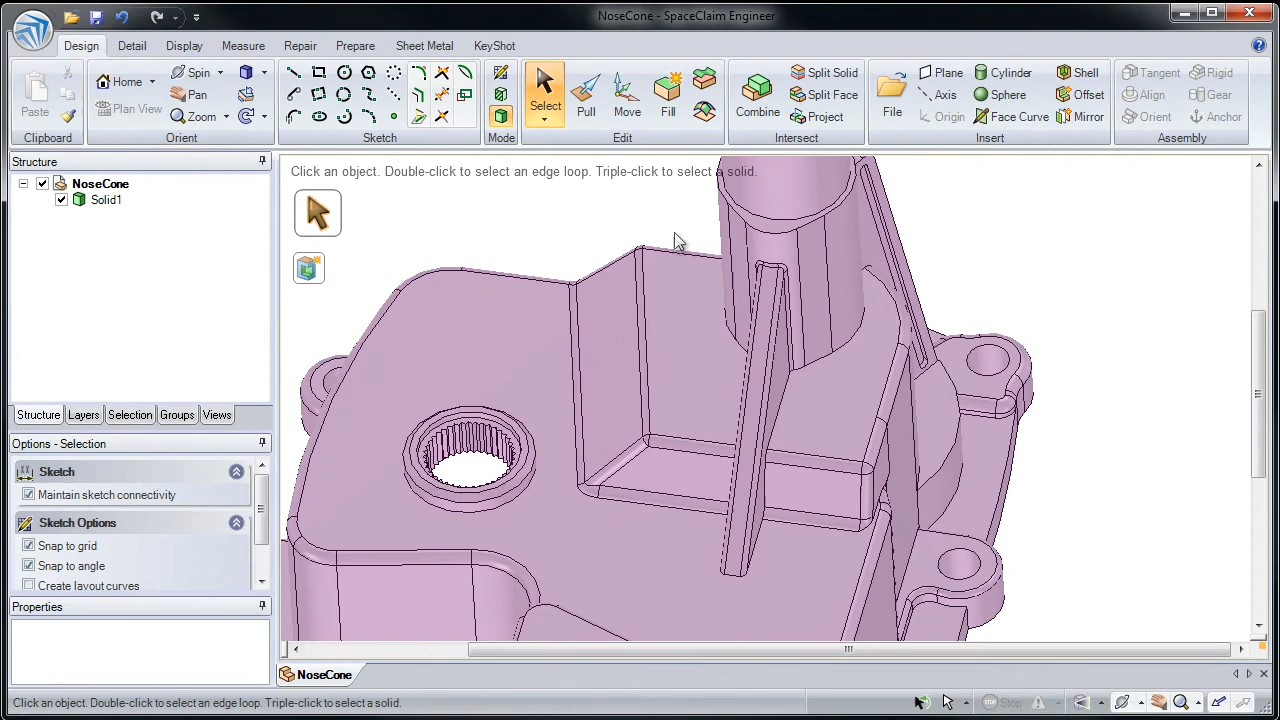 NoseCone - SpaceClaim Engineer
Design Detail Display Measure Repair Prepare Sheet Metal KeyShot
Paste
Clipboard
Home Spin
Plan View Pan
Zoom
Orient
Sketch
Mode
Select Pull Move Fill
Edit
Combine
Split Solid
Split Face
Project
Intersect
File
Plane Cylinder Shell
Axis Sphere Offset
Origin Face Curve Mirror
Insert
Tangent Rigid
Align Gear
Orient Anchor
Assembly
Structure
NoseCone
Solid1
Structure Layers Selection Groups Views
Options - Selection
Sketch
Maintain sketch connectivity
Sketch Options
Snap to grid
Snap to angle
Create layout curves
Properties
Click an object. Double-click to select an edge loop. Triple-click to select a solid.
NoseCone
Click an object. Double-click to select an edge loop. Triple-click to select a solid.
Stop